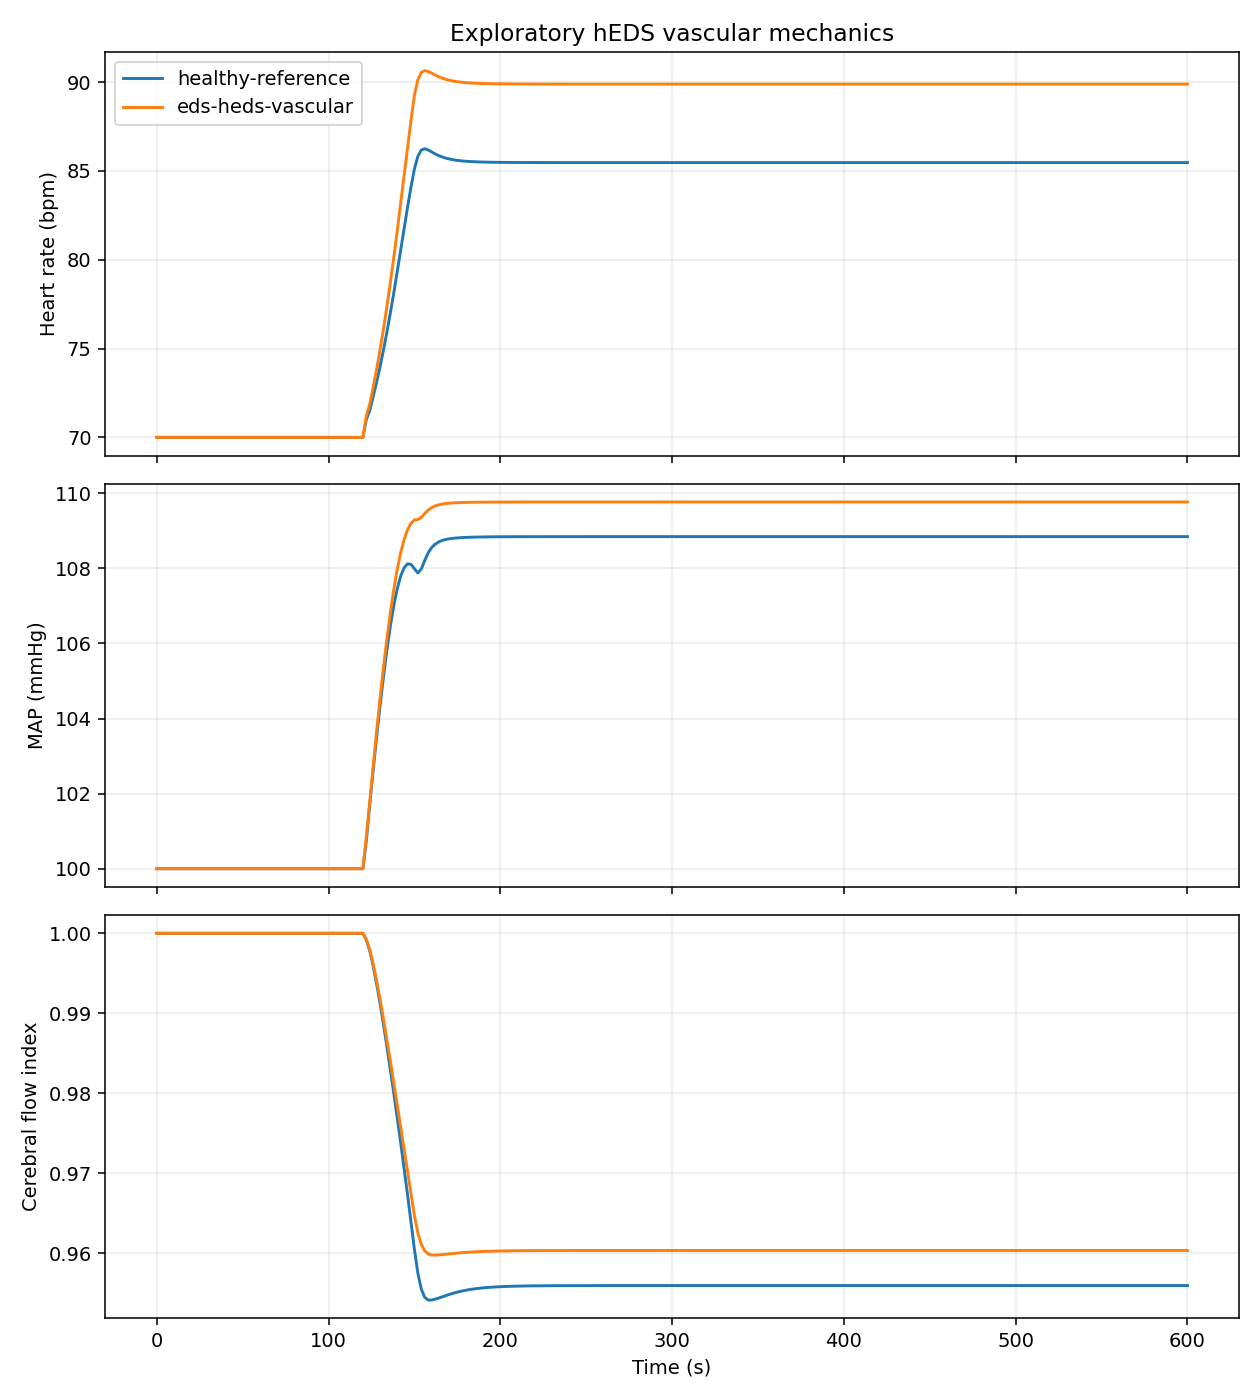 Exploratory hEDS vascular mechanics
healthy-reference
eds-heds-vascular
Heart rate (bpm)
90
85
80
75
70
MAP (mmHg)
110
108
106
104
102
100
Cerebral flow index
1.00
0.99
0.98
0.97
0.96
0 100 200 300 400 500 600
Time (s)